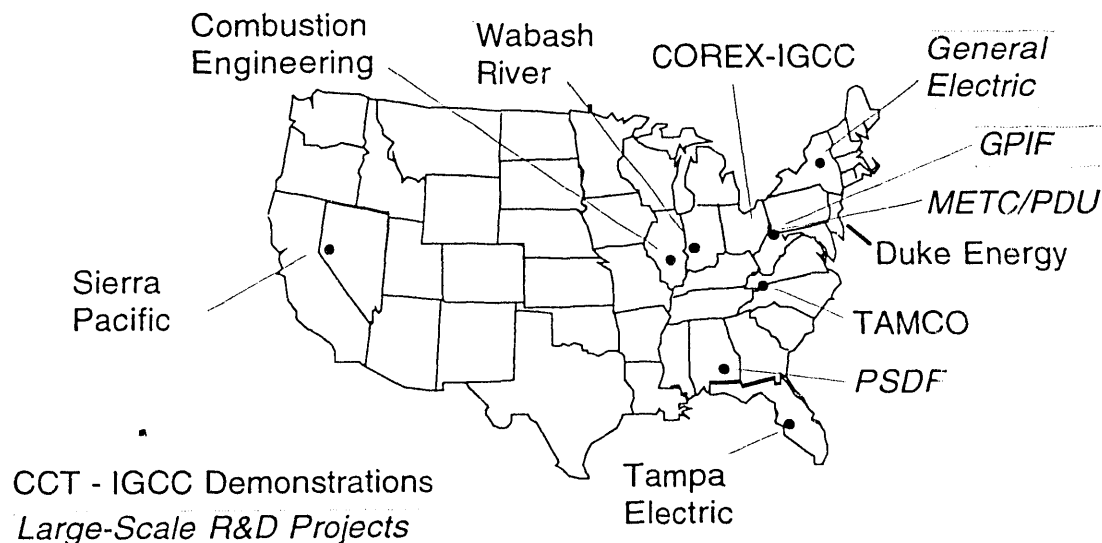 Combustion
Engineering
Wabash
River
COREX-IGCC
General
Electric
GPIF
METC/PDU
Duke Energy
Sierra
Pacific
TAMCO
PSDF
Tampa
Electric
CCT - IGCC Demonstrations
Large-Scale R&D Projects